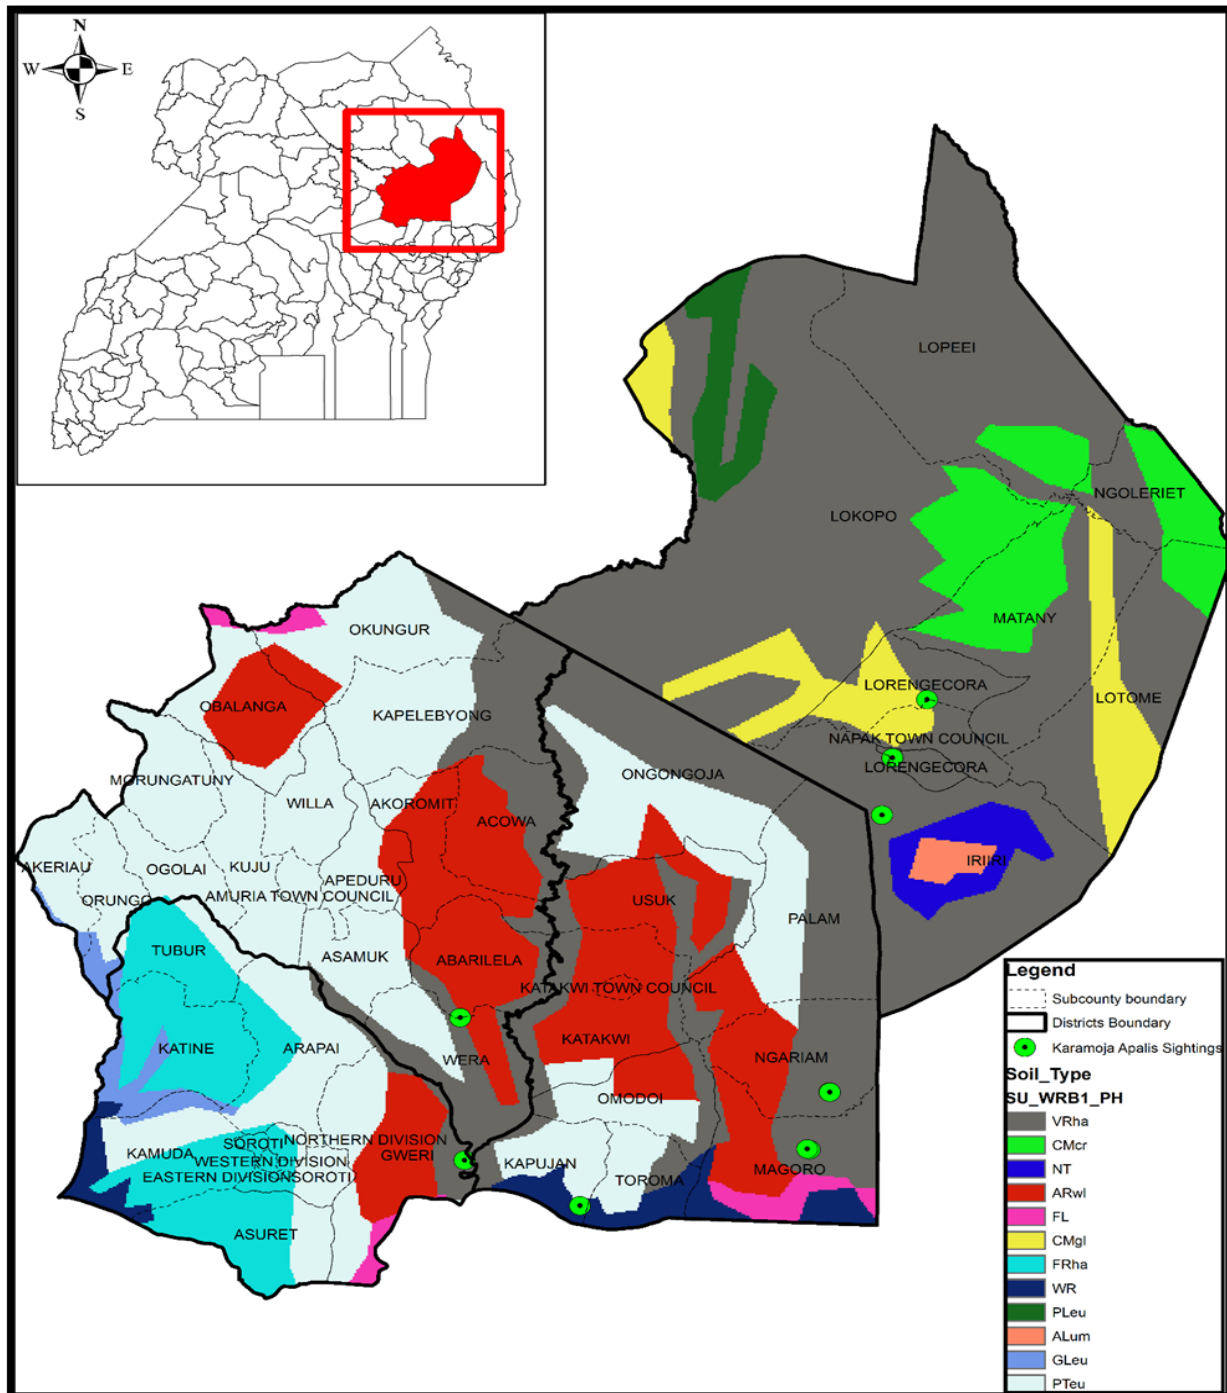 N
W E
S
LOPEEI
NGOLERIET
LOKOPO
MATANY
OKUNGUR
LORENGECORA
LOTOME
OBALANGA
KAPELEBYONG
NAPAK TOWN COUNCIL
LORENGECORA
ONGONGOJA
MORUNGATUNY
WILLA
AKOROMIT
ACOWA
IRIIRI
AKERIAU
OGOLAI
KUJU
APEDURU
ORUNGO
AMURIA TOWN COUNCIL
USUK
PALAM
TUBUR
ASAMUK
ABARILELA
KATAKWI TOWN COUNCIL
KATINE
ARAPAI
WERA
KATAKWI
NGARIAM
OMODOI
KAMUDA
SOROTI
NORTHERN DIVISION
WESTERN DIVISION
GWERI
KAPUJAN
EASTERN DIVISION
SOROTI
TOROMA
MAGORO
ASURET
Legend
Subcounty boundary
Districts Boundary
Karamoja Apalis Sightings
Soil_Type
SU_WRB1_PH
VRha
CMcr
NT
ARwl
FL
CMgl
FRha
WR
PLeu
ALum
GLeu
PTeu